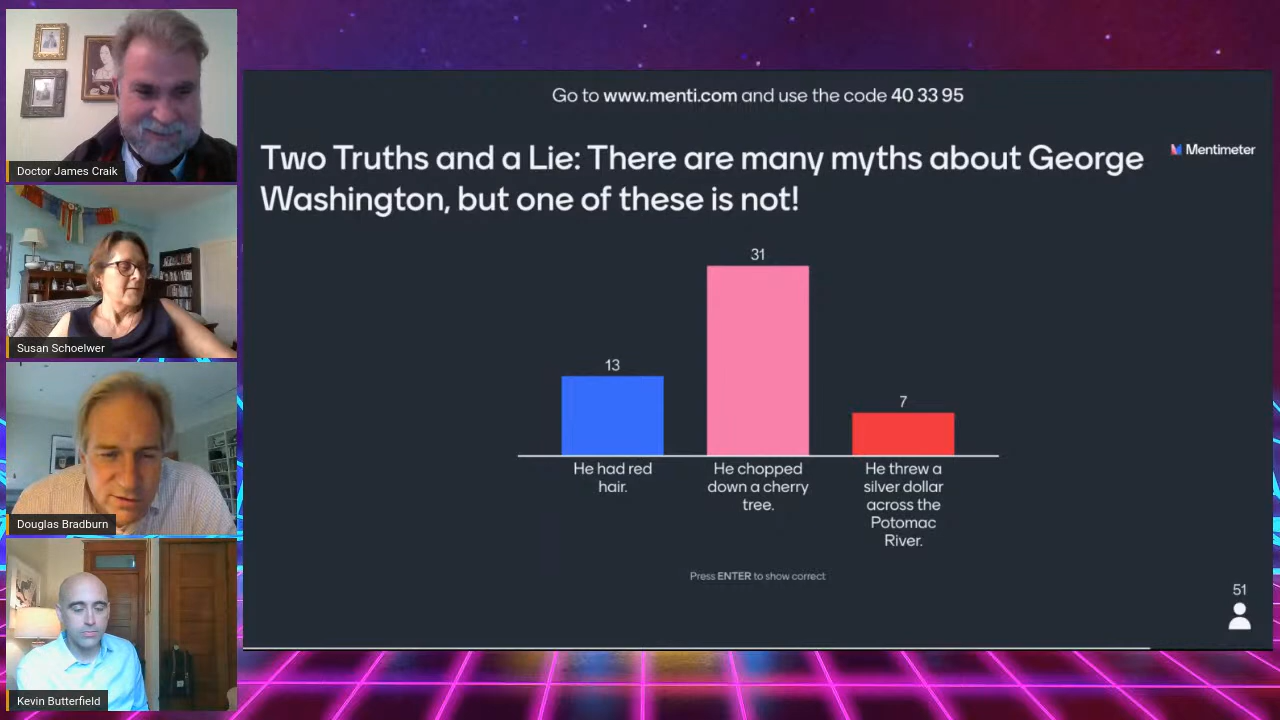 Doctor James Craik
Susan Schoelwer
Douglas Bradburn
Kevin Butterfield
Go to www.menti.com and use the code 40 33 95
Mentimeter
Two Truths and a Lie: There are many myths about George
Washington, but one of these is not!
13
31
7
He had red
hair.
He chopped
down a cherry
tree.
He threw a
silver dollar
across the
Potomac
River.
Press ENTER to show correct
51